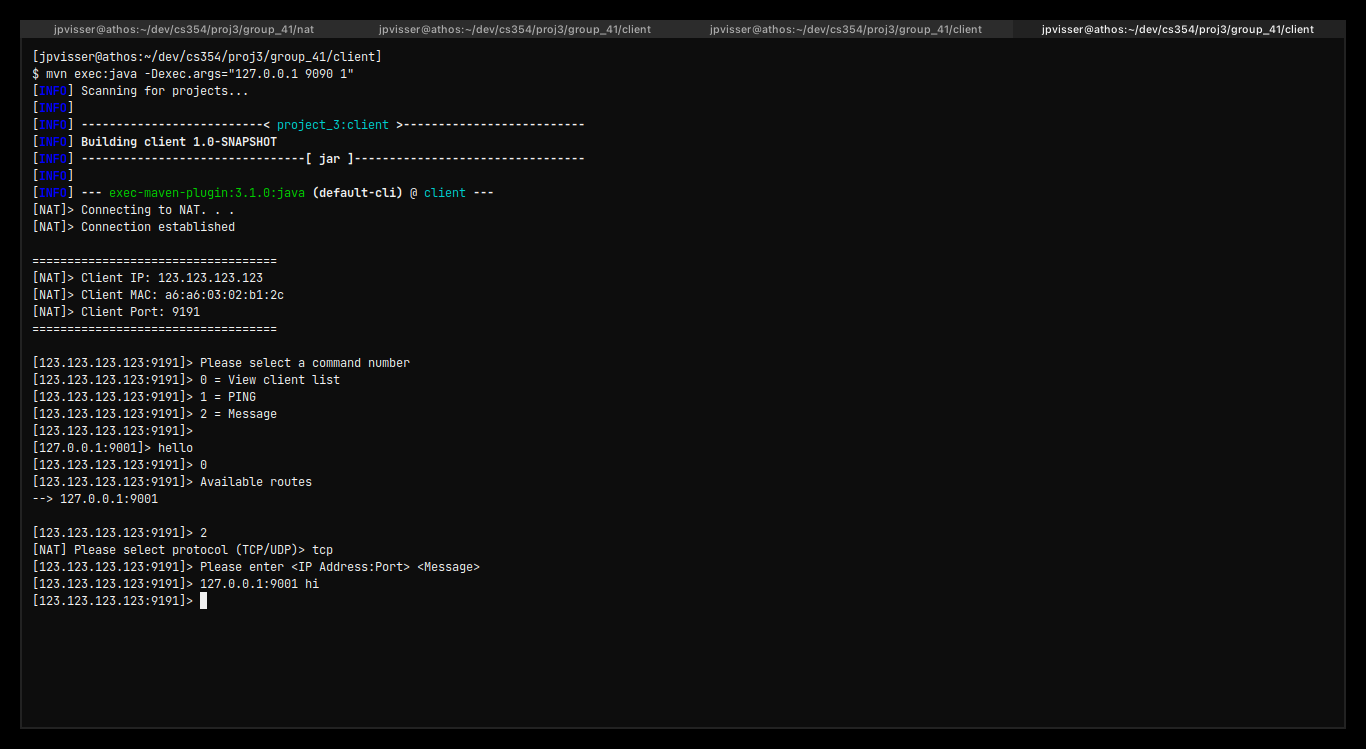 jpvisser@athos:~/dev/cs354/proj3/group_41/nat
jpvisser@athos:~/dev/cs354/proj3/group_41/client
jpvisser@athos:~/dev/cs354/proj3/group_41/client
jpvisser@athos:~/dev/cs354/proj3/group_41/client
[jpvisser@athos:~/dev/cs354/proj3/group_41/client]
$ mvn exec:java -Dexec.args="127.0.0.1 9090 1"
[INFO] Scanning for projects...
[INFO]
[INFO] --------------------------< project_3:client >--------------------------
[INFO] Building client 1.0-SNAPSHOT
[INFO] --------------------------------[ jar ]---------------------------------
[INFO]
[INFO] --- exec-maven-plugin:3.1.0:java (default-cli) @ client ---
[NAT]> Connecting to NAT. . .
[NAT]> Connection established
===================================
[NAT]> Client IP: 123.123.123.123
[NAT]> Client MAC: a6:a6:03:02:b1:2c
[NAT]> Client Port: 9191
===================================
[123.123.123.123:9191]> Please select a command number
[123.123.123.123:9191]> 0 = View client list
[123.123.123.123:9191]> 1 = PING
[123.123.123.123:9191]> 2 = Message
[123.123.123.123:9191]>
[127.0.0.1:9001]> hello
[123.123.123.123:9191]> 0
[123.123.123.123:9191]> Available routes
--> 127.0.0.1:9001
[123.123.123.123:9191]> 2
[NAT] Please select protocol (TCP/UDP)> tcp
[123.123.123.123:9191]> Please enter <IP Address:Port> <Message>
[123.123.123.123:9191]> 127.0.0.1:9001 hi
[123.123.123.123:9191]>